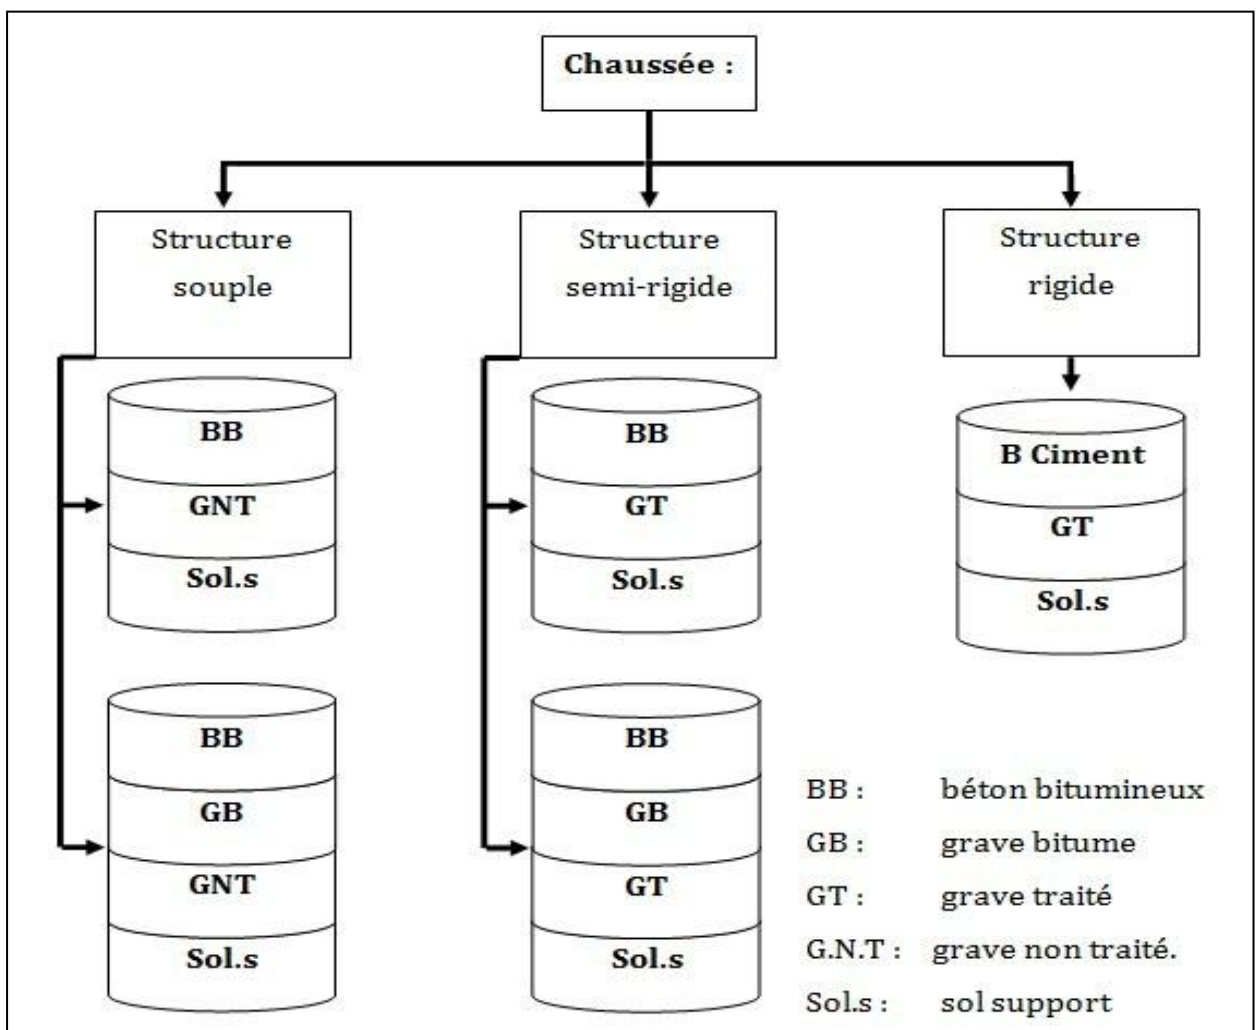 Chaussée :
Structure
souple
Structure
semi-rigide
Structure
rigide
BB
GNT
Sol.s
BB
GB
GNT
Sol.s
BB
GT
Sol.s
BB
GB
GT
Sol.s
B Ciment
GT
Sol.s
BB : béton bitumineux
GB : grave bitume
GT : grave traité
G.N.T : grave non traité.
Sol.s : sol support